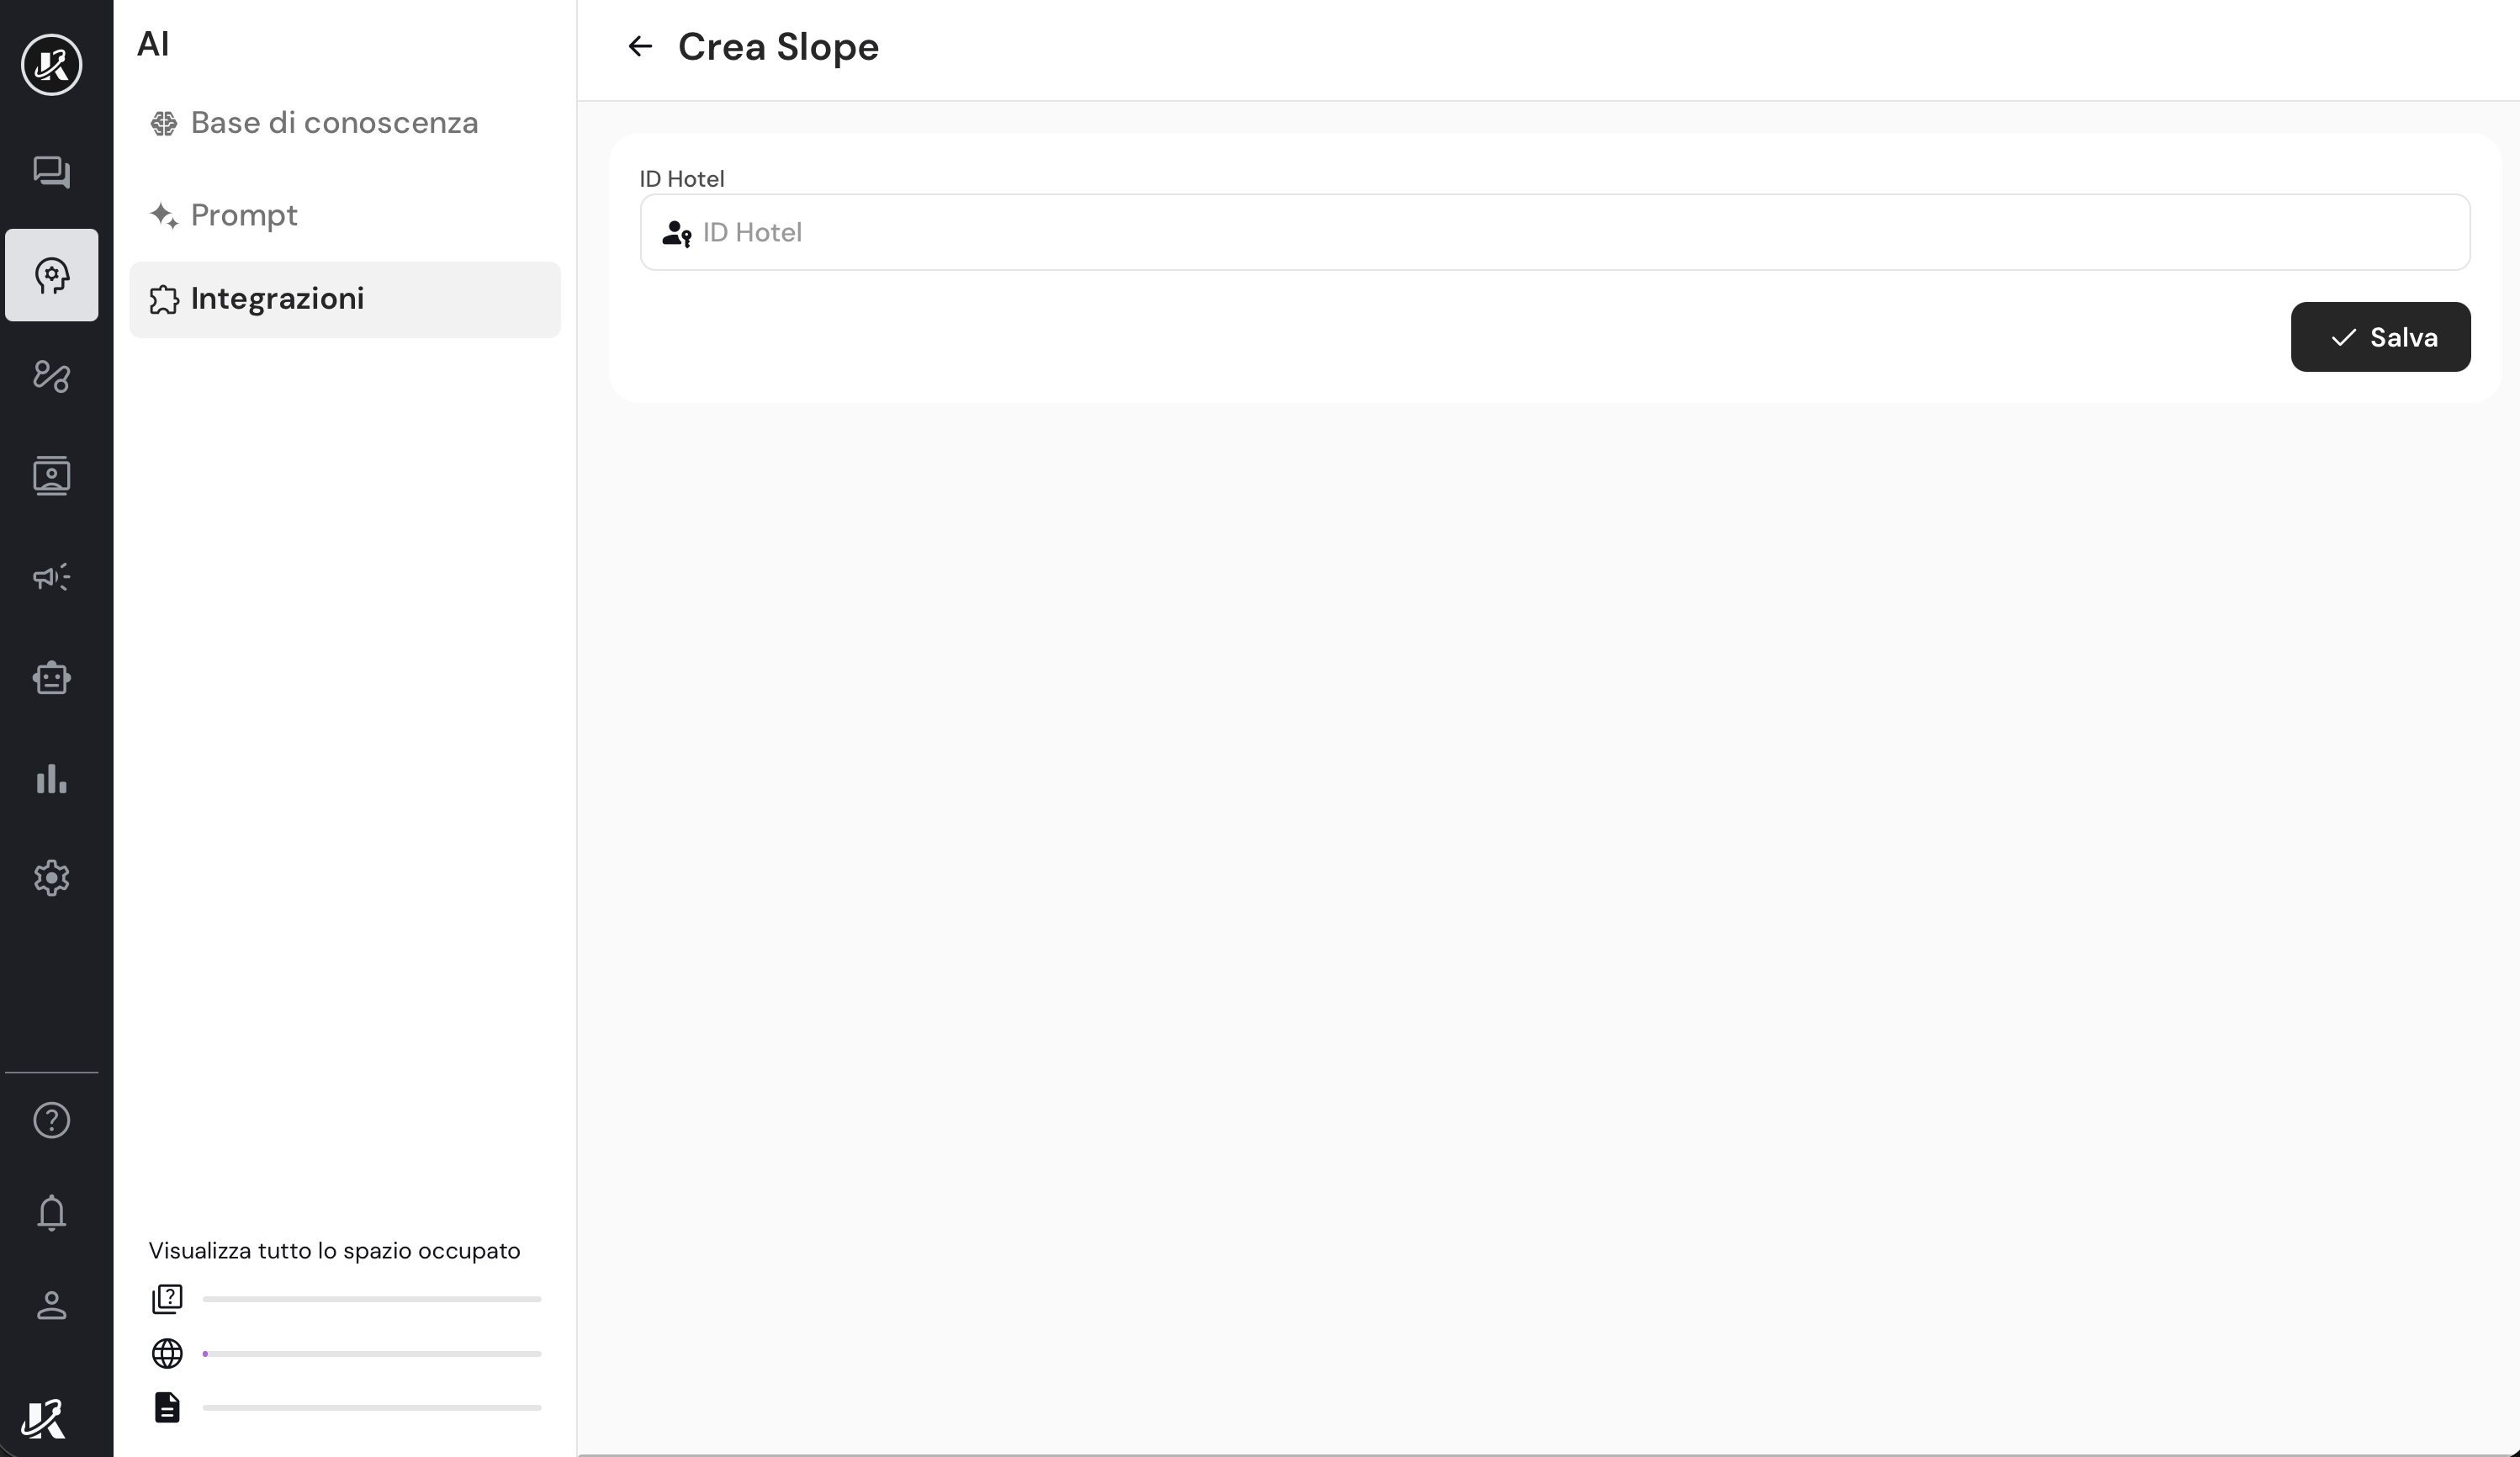 AI
Base di conoscenza
Prompt
Integrazioni
Visualizza tutto lo spazio occupato
Crea Slope
ID Hotel
ID Hotel
Salva